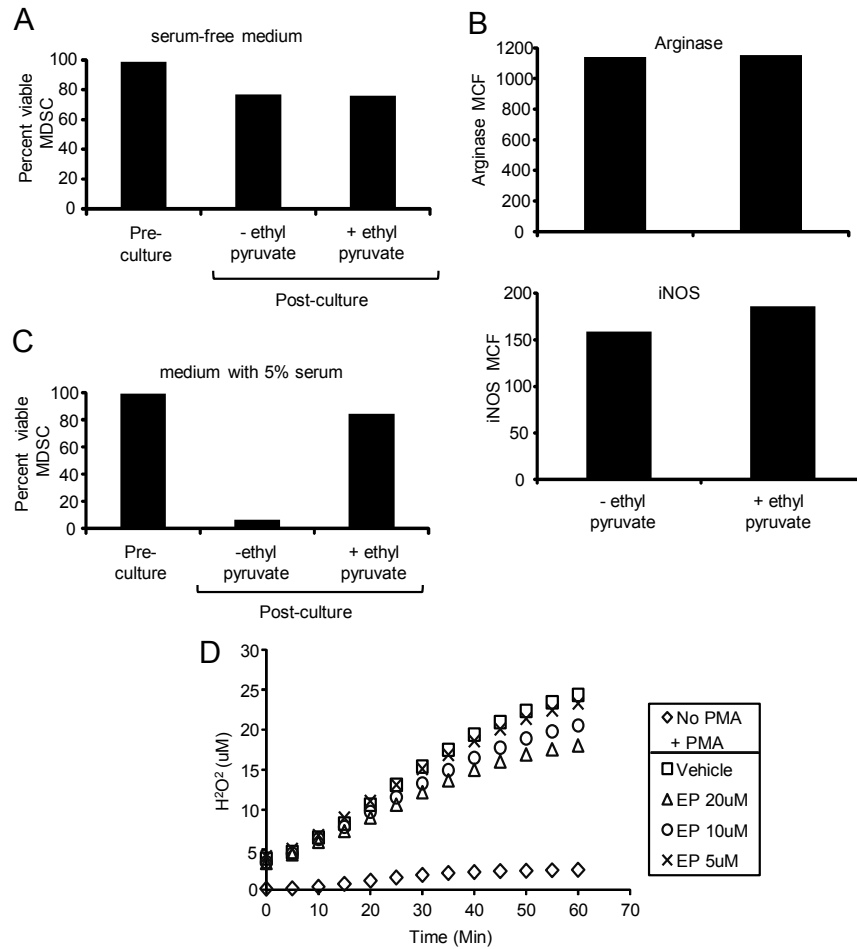 A
serum-free medium
Percent viable
MDSC
100
80
60
40
20
0
Pre-
culture
- ethyl
pyruvate
+ ethyl
pyruvate
Post-culture
B
Arginase
Arginase MCF
1200
1000
800
600
400
200
0
iNOS
iNOS MCF
200
150
100
50
0
- ethyl
pyruvate
+ ethyl
pyruvate
C
medium with 5% serum
Percent viable
MDSC
100
80
60
40
20
0
Pre-
culture
-ethyl
pyruvate
+ ethyl
pyruvate
Post-culture
D
H²O² (uM)
30
25
20
15
10
5
0
0 10 20 30 40 50 60 70
Time (Min)
No PMA
+ PMA
Vehicle
EP 20uM
EP 10uM
EP 5uM